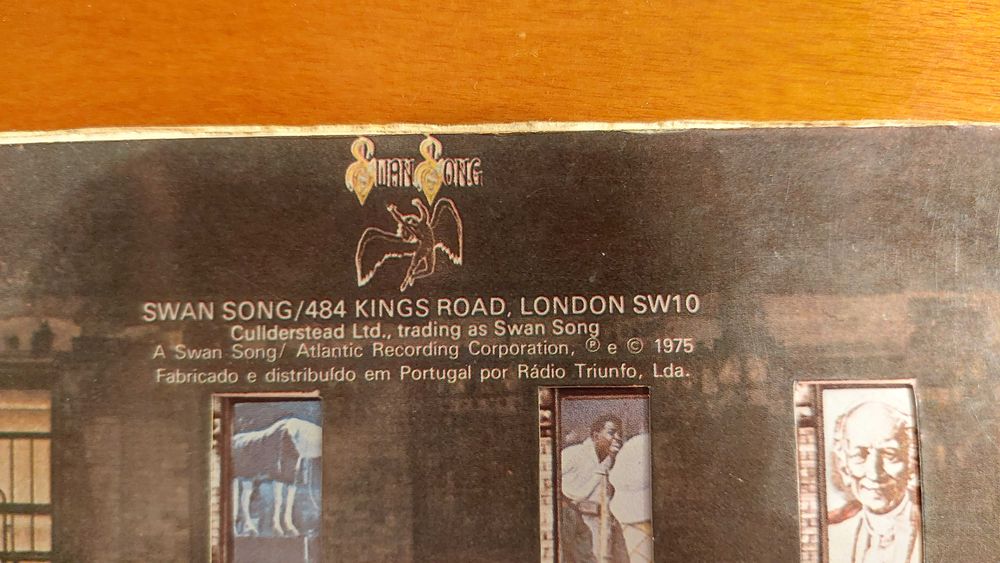 SWAN SONG
SWAN SONG/484 KINGS ROAD, LONDON SW10
Cullderstead Ltd., trading as Swan Song
A Swan Song/ Atlantic Recording Corporation, ℗ e © 1975
Fabricado e distribuído em Portugal por Rádio Triunfo, Lda.